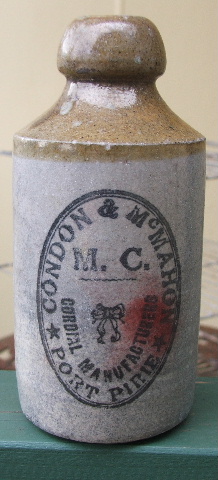 CONDON & McMAHON
M. C.
CORDIAL MANUFACTURERS
★ PORT PIRIE ★